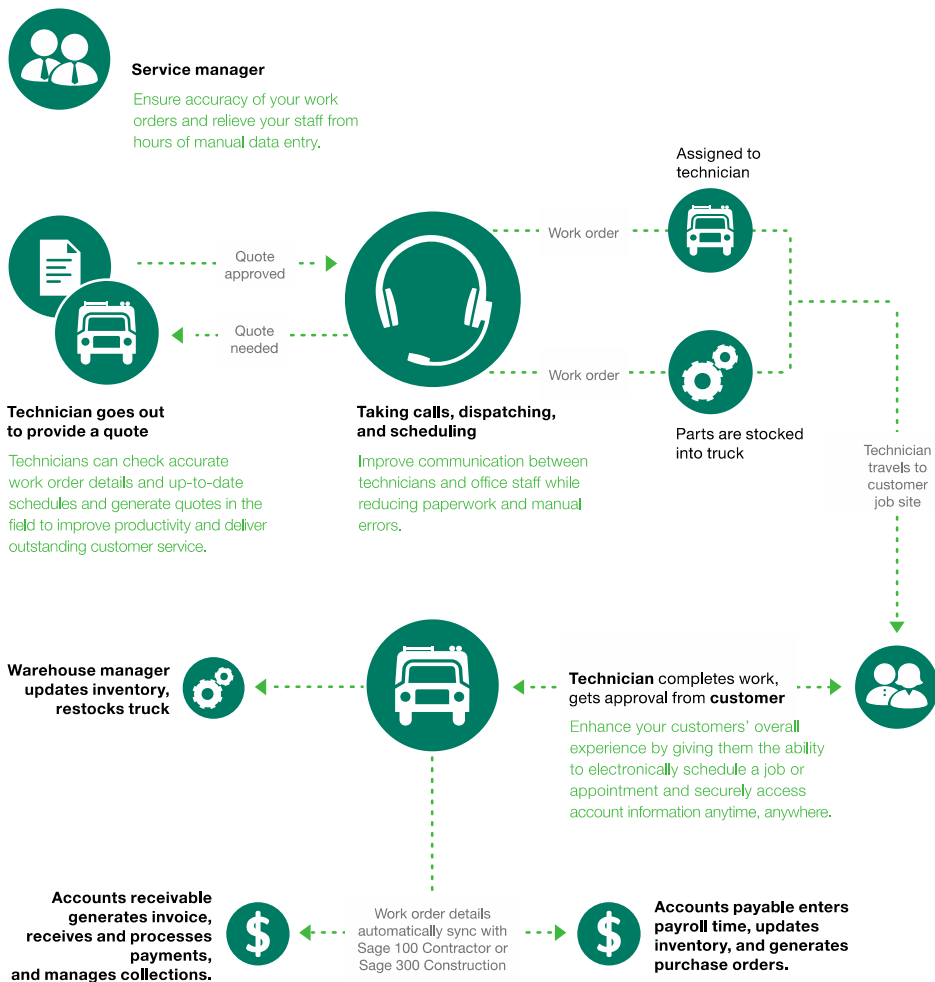 Service manager
Ensure accuracy of your work
orders and relieve your staff from
hours of manual data entry.
Assigned to
technician
Work order
Quote
approved
Quote
needed
Work order
Technician goes out
to provide a quote
Technicians can check accurate
work order details and up-to-date
schedules and generate quotes in the
field to improve productivity and deliver
outstanding customer service.
Taking calls, dispatching,
and scheduling
Improve communication between
technicians and office staff while
reducing paperwork and manual
errors.
Parts are stocked
into truck
Technician
travels to
customer
job site
Warehouse manager
updates inventory,
restocks truck
Technician completes work,
gets approval from customer
Enhance your customers' overall
experience by giving them the ability
to electronically schedule a job or
appointment and securely access
account information anytime, anywhere.
Accounts receivable
generates invoice,
receives and processes
payments,
and manages collections.
$
Work order details
automatically sync with
Sage 100 Contractor or
Sage 300 Construction
$
Accounts payable enters
payroll time, updates
inventory, and generates
purchase orders.